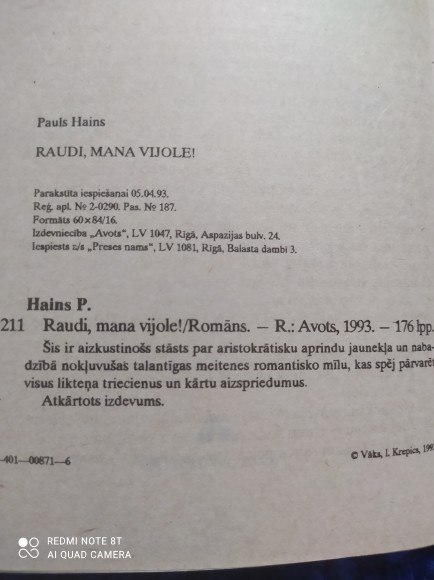 Pauls Hains
RAUDI, MANA VIJOLE!
Parakstīta iespiešanai 05.04.93.
Reģ. apl. № 2-0290. Pas. № 187.
Formāts 60×84/16.
Izdevniecība „Avots", LV 1047, Rīgā, Aspazijas bulv. 24.
Iespiests z/s „Preses nams", LV 1081, Rīgā, Balasta dambī 3.
Hains P.
211 Raudi, mana vijole!/Romāns. — R.: Avots, 1993. — 176 lpp.
Šis ir aizkustinošs stāsts par aristokrātisku aprindu jaunekļa un naba-
dzībā nokļuvušas talantīgas meitenes romantisko mīlu, kas spēj pārvarēt
visus likteņa triecienus un kārtu aizspriedumus.
Atkārtots izdevums.
-401—00871—6
© Vāks, I. Krepics, 199
REDMI NOTE 8T
AI QUAD CAMERA